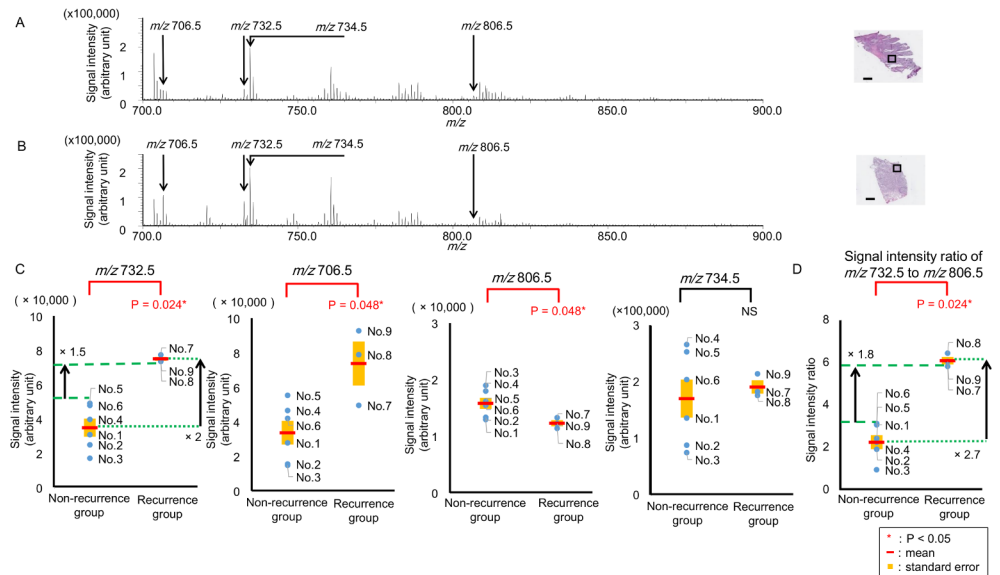 A
(x100,000)
m/z 706.5
m/z 732.5
m/z 734.5
m/z 806.5
Signal intensity
(arbitrary unit)
2
1
0
700.0
750.0
800.0
850.0
900.0
m/z
B
(x100,000)
m/z 706.5
m/z 732.5
m/z 734.5
m/z 806.5
Signal intensity
(arbitrary unit)
2
1
0
700.0
750.0
800.0
850.0
900.0
m/z
C
m/z 732.5
( × 10,000)
P = 0.024*
Signal intensity
(arbitrary unit)
10
8
6
4
2
0
× 1.5
No.7
No.9
No.8
No.5
No.6
No.4
No.1
No.2
No.3
× 2
Non-recurrence
group
Recurrence
group
m/z 706.5
( × 10,000)
P = 0.048*
Signal intensity
(arbitrary unit)
10
8
6
4
2
0
No.9
No.8
No.7
No.5
No.4
No.6
No.1
No.2
No.3
Non-recurrence
group
Recurrence
group
m/z 806.5
( × 10,000)
P = 0.048*
Signal intensity
(arbitrary unit)
3
2
1
0
No.3
No.4
No.5
No.6
No.2
No.1
No.7
No.9
No.8
Non-recurrence
group
Recurrence
group
m/z 734.5
(×100,000)
NS
Signal intensity
(arbitrary unit)
3
2
1
0
No.4
No.5
No.6
No.1
No.2
No.3
No.9
No.7
No.8
Non-recurrence
group
Recurrence
group
D
Signal intensity ratio of
m/z 732.5 to m/z 806.5
P = 0.024*
Signal intensity ratio
8
6
4
2
0
× 1.8
No.8
No.9
No.7
No.6
No.5
No.1
No.4
No.2
No.3
× 2.7
Non-recurrence
group
Recurrence
group
* : P < 0.05
: mean
: standard error